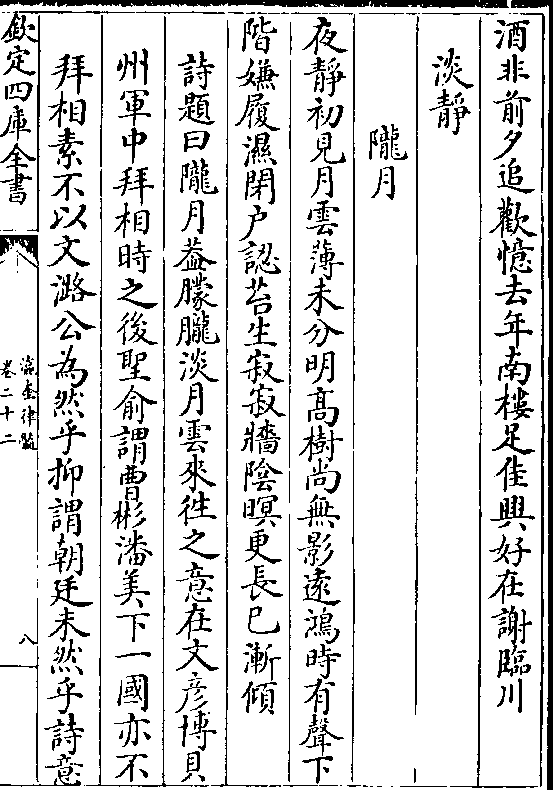 酒非前夕追歡憶去年南樓足佳興好在謝臨川
淡靜
隴月
夜靜初見月雲薄未分明髙樹尚無影逺鴻時有聲下
階嫌履濕閉户認苔生寂寂牆隂暝更長已漸傾
詩題曰隴月葢朦朧淡月雲來徃之意在文彥博貝
州軍中拜相時之後聖俞謂曹彬潘美下一國亦不
拜相素不以文潞公為然乎抑謂朝廷未然乎詩意
欽定四庫全書
瀛奎律髓
卷二十二
八